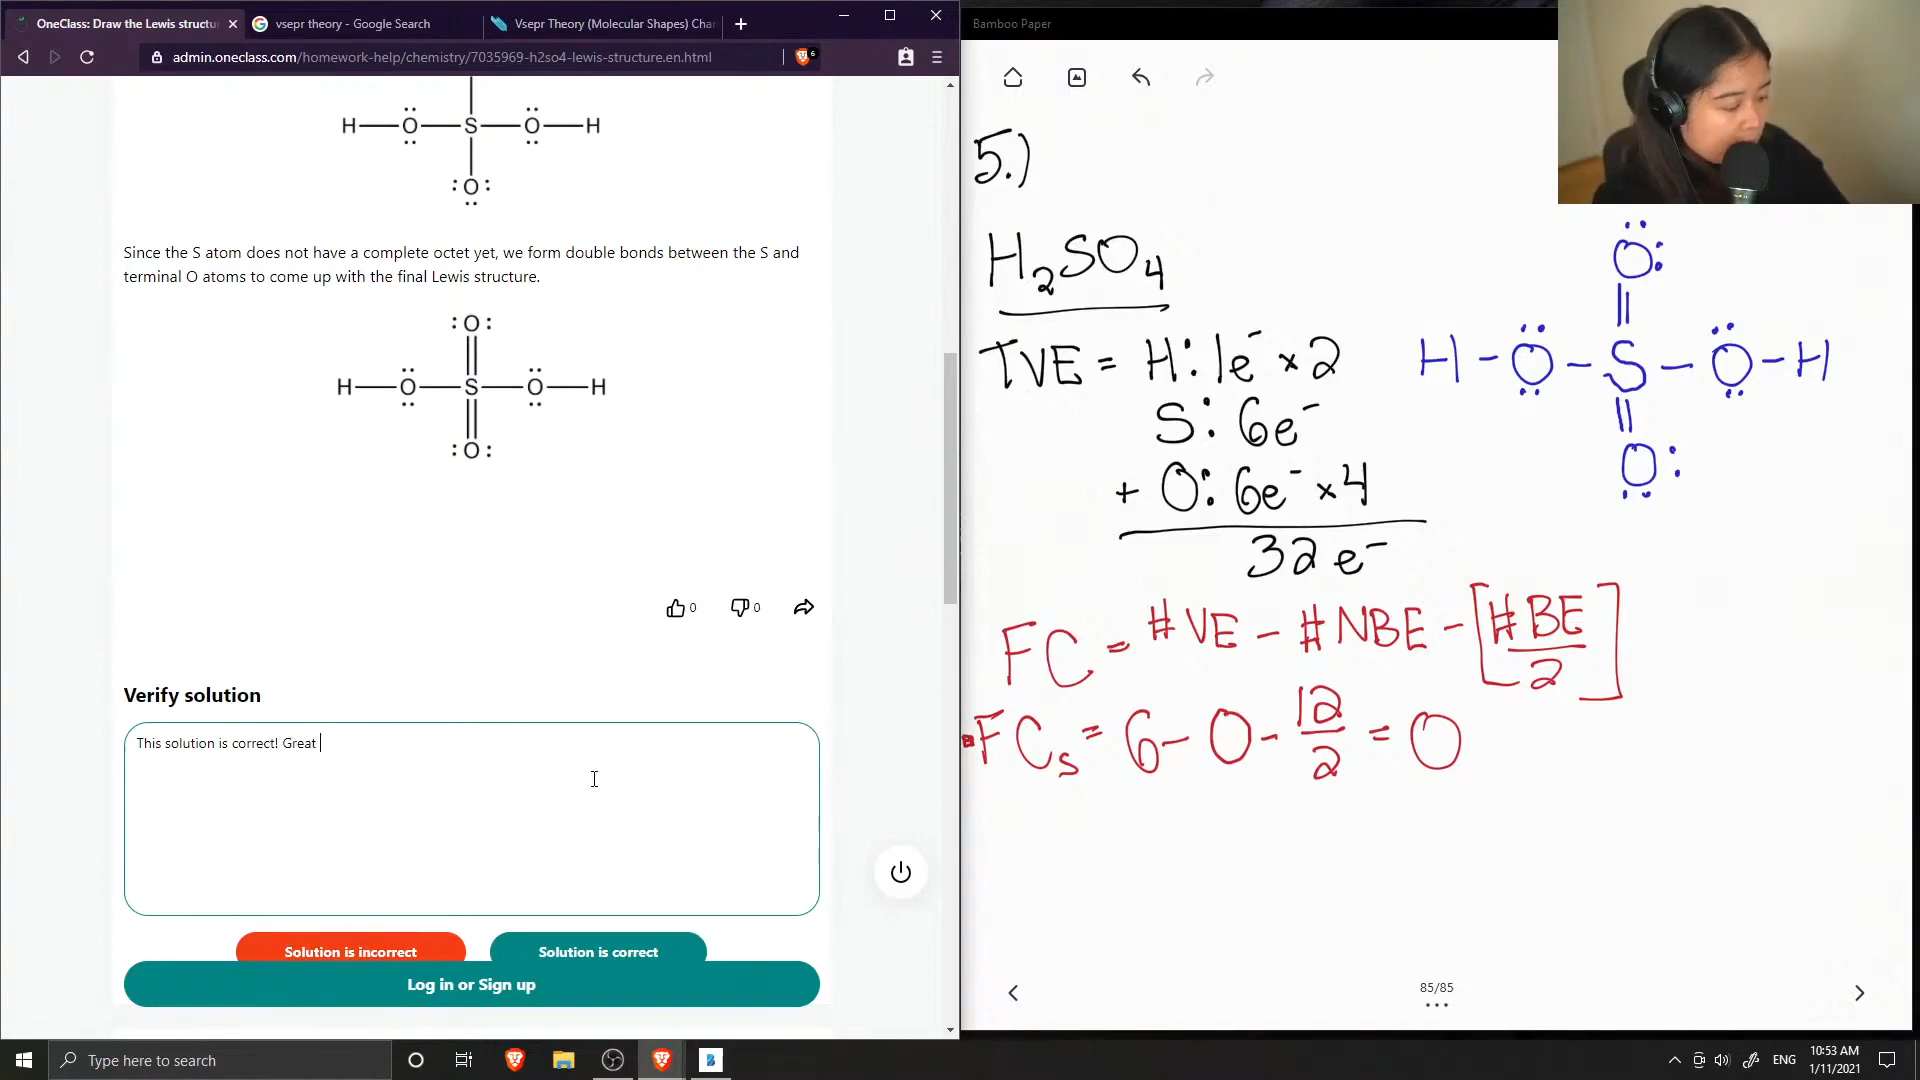 OneClass: Draw the Lewis structu
vsepr theory - Google Search
Vsepr Theory (Molecular Shapes) Cha
admin.oneclass.com/homework-help/chemistry/7035969-h2so4-lewis-structure.en.html
6
H—O—S—O—H
:O:
Since the S atom does not have a complete octet yet, we form double bonds between the S and
terminal O atoms to come up with the final Lewis structure.
:O:
H—O—S—O—H
:O:
0
0
Verify solution
This solution is correct! Great
Solution is incorrect
Solution is correct
Log in or Sign up
Bamboo Paper
5.)
H₂SO₄
TVE = H: 1e⁻ × 2
S: 6e⁻
+ O: 6e⁻ × 4
32 e⁻
O:
H - O - S - O - H
O:
FC = #VE - #NBE - [#BE/2]
FCs = 6 - 0 - 12/2 = 0
85/85
Type here to search
ENG
10:53 AM
1/11/2021